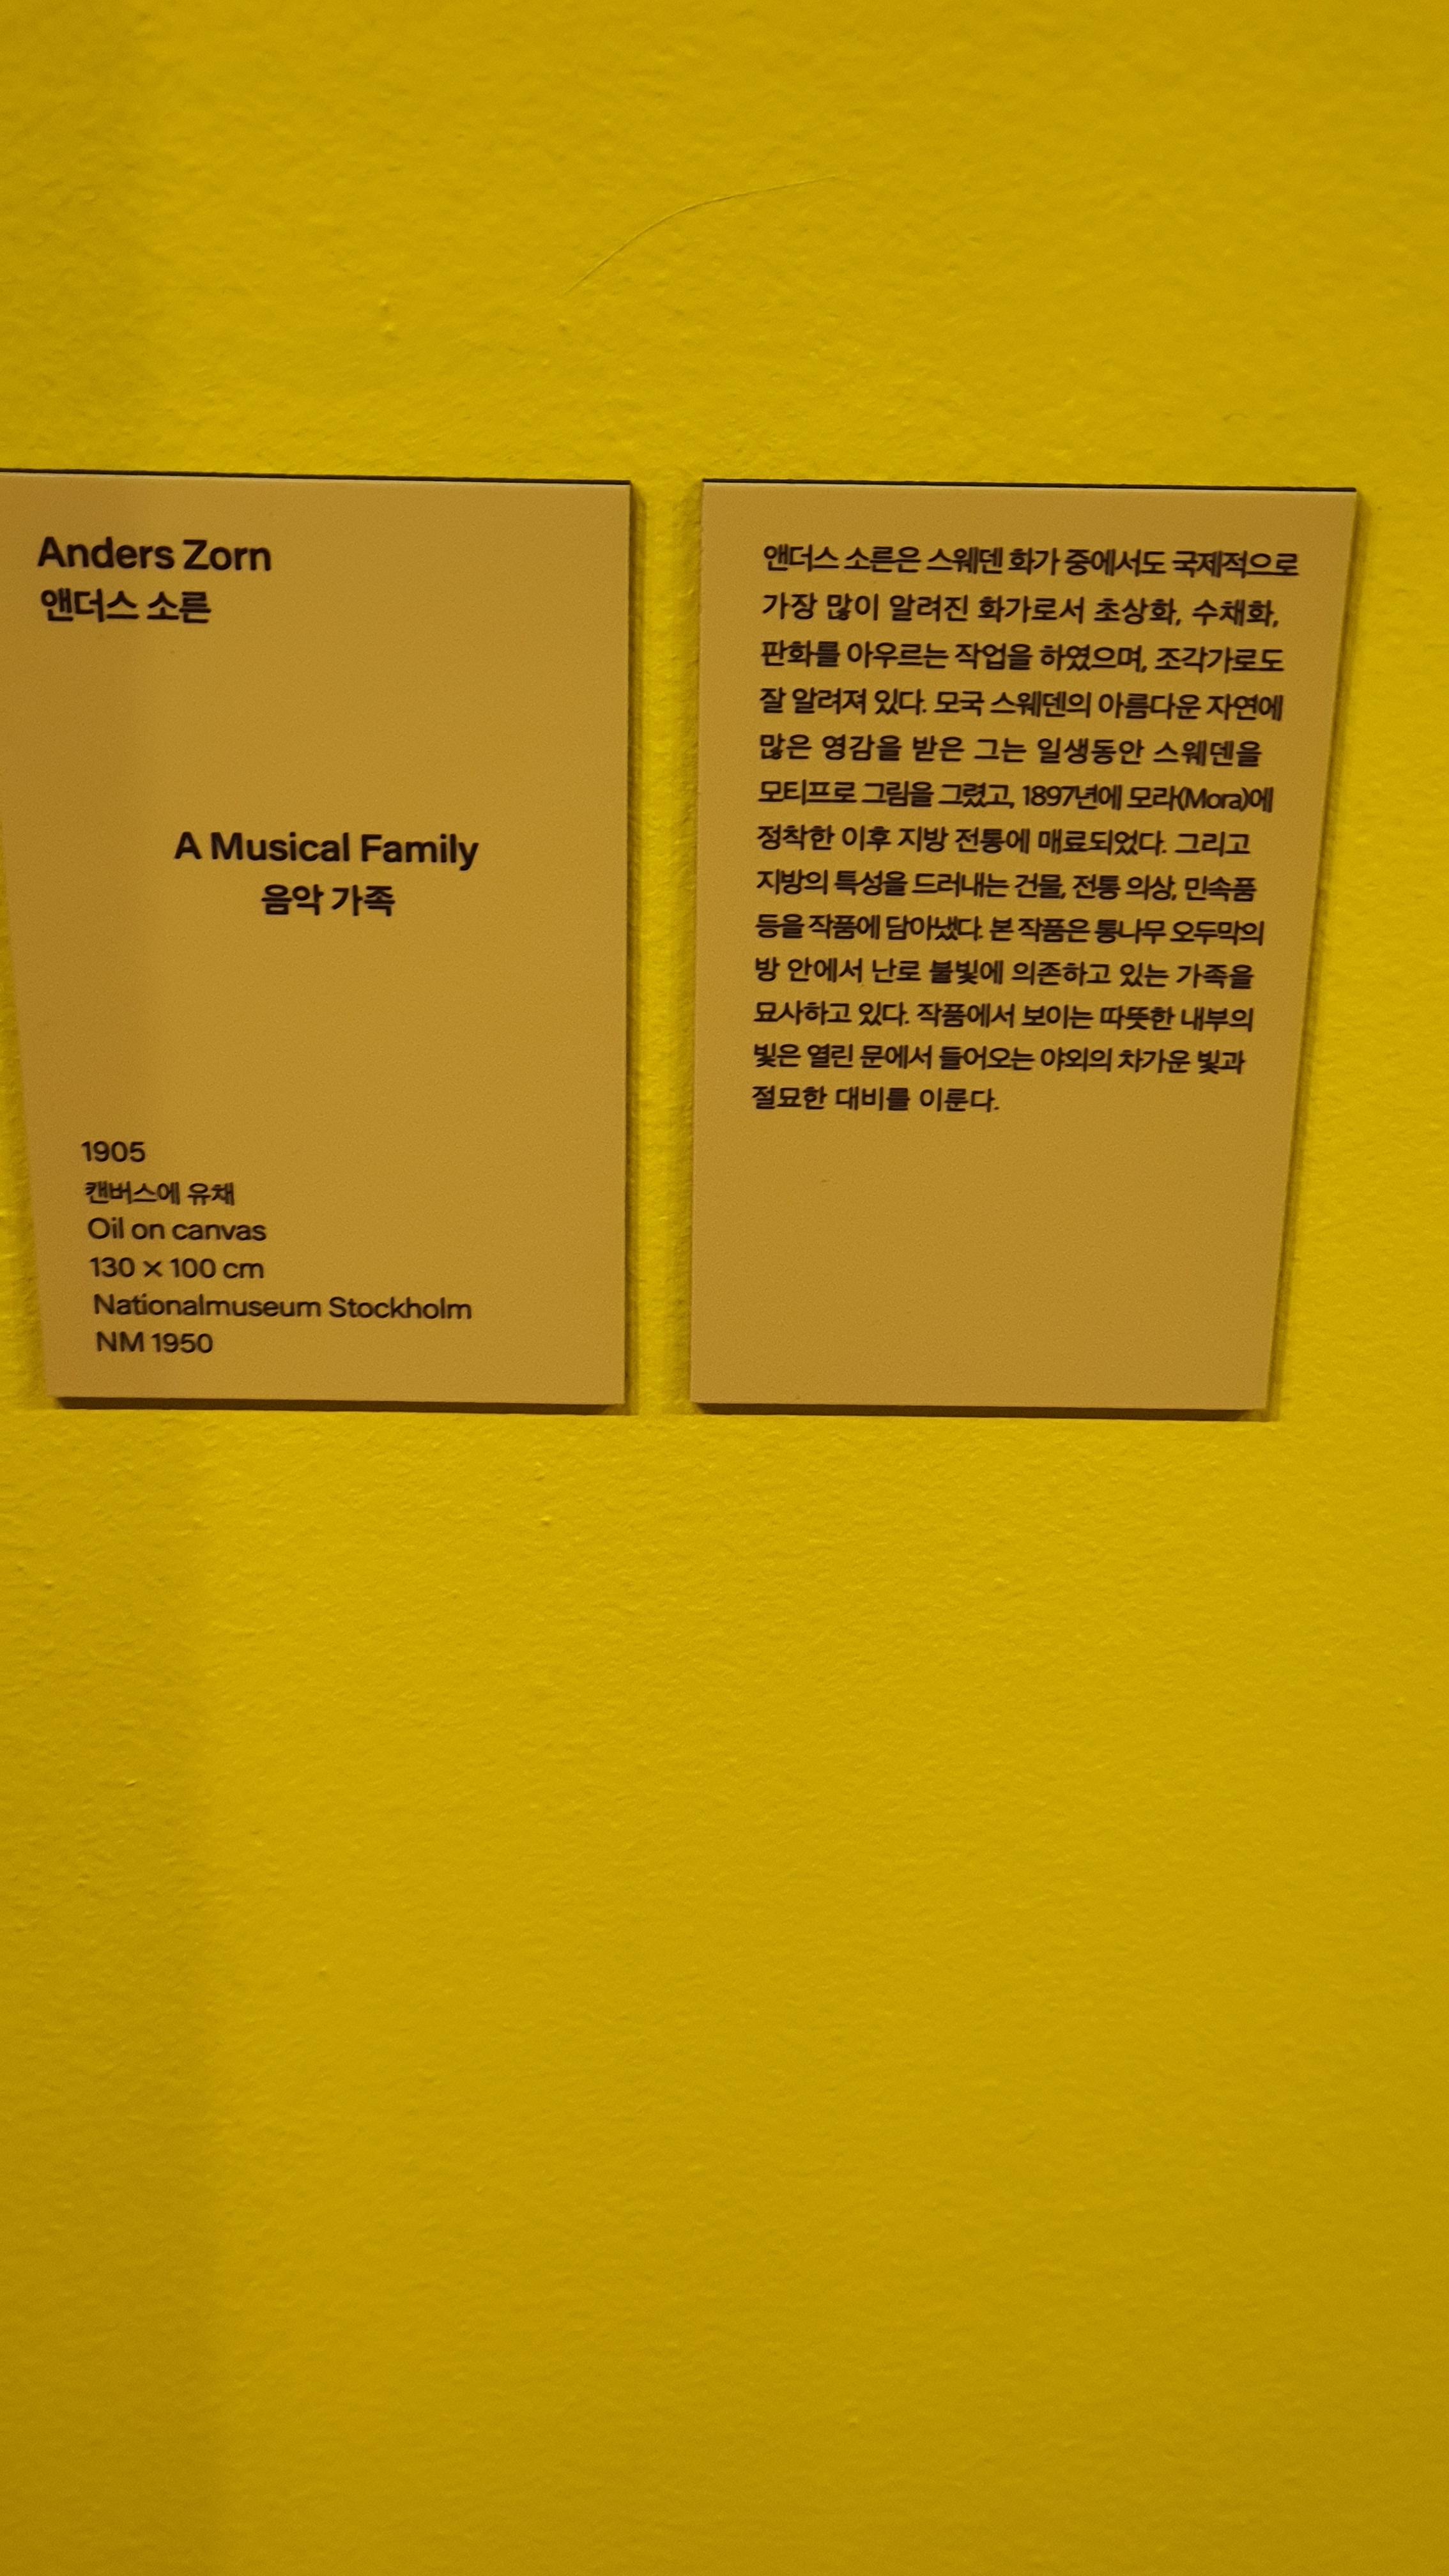 Anders Zorn
앤더스 소른
A Musical Family
음악 가족
1905
캔버스에 유채
Oil on canvas
130 × 100 cm
Nationalmuseum Stockholm
NM 1950
앤더스 소른은 스웨덴 화가 중에서도 국제적으로
가장 많이 알려진 화가로서 초상화, 수채화,
판화를 아우르는 작업을 하였으며, 조각가로도
잘 알려져 있다. 모국 스웨덴의 아름다운 자연에
많은 영감을 받은 그는 일생동안 스웨덴을
모티프로 그림을 그렸고, 1897년에 모라(Mora)에
정착한 이후 지방 전통에 매료되었다. 그리고
지방의 특성을 드러내는 건물, 전통 의상, 민속품
등을 작품에 담아냈다. 본 작품은 통나무 오두막의
방 안에서 난로 불빛에 의존하고 있는 가족을
묘사하고 있다. 작품에서 보이는 따뜻한 내부의
빛은 열린 문에서 들어오는 야외의 차가운 빛과
절묘한 대비를 이룬다.